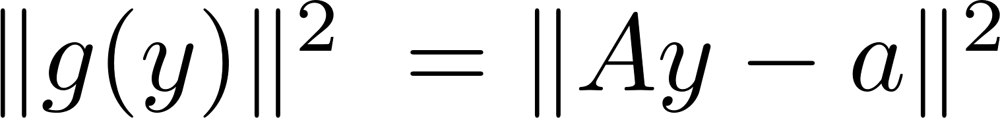 ‖g(y)‖² = ‖Ay − a‖²